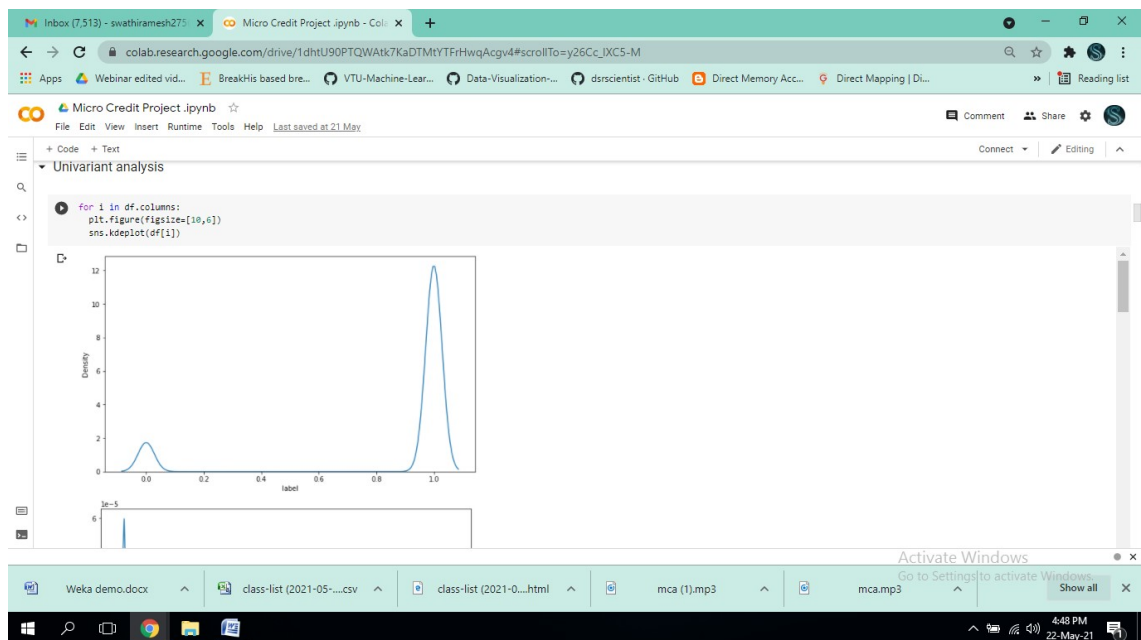 Inbox (7,513) - swathiramesh275
Micro Credit Project .ipynb - Cola
colab.research.google.com/drive/1dhtU90PTQWAtk7KaDTMtYTFrHwqAcgv4#scrollTo=y26Cc_lXC5-M
Apps Webinar edited vid... BreakHis based bre... VTU-Machine-Lear... Data-Visualization-... dsrscientist · GitHub Direct Memory Acc... Direct Mapping | Di... » Reading list
CO Micro Credit Project .ipynb
Comment Share
File Edit View Insert Runtime Tools Help Last saved at 21 May
+ Code + Text Connect Editing
Univariant analysis
for i in df.columns:
plt.figure(figsize=[10,6])
sns.kdeplot(df[i])
12
10
8
6
4
2
0
Density
0.0 0.2 0.4 0.6 0.8 1.0
label
1e-5
6
Activate Windows
Go to Settings to activate Windows.
Weka demo.docx class-list (2021-05-....csv class-list (2021-0....html mca (1).mp3 mca.mp3 Show all
4:48 PM
22-May-21